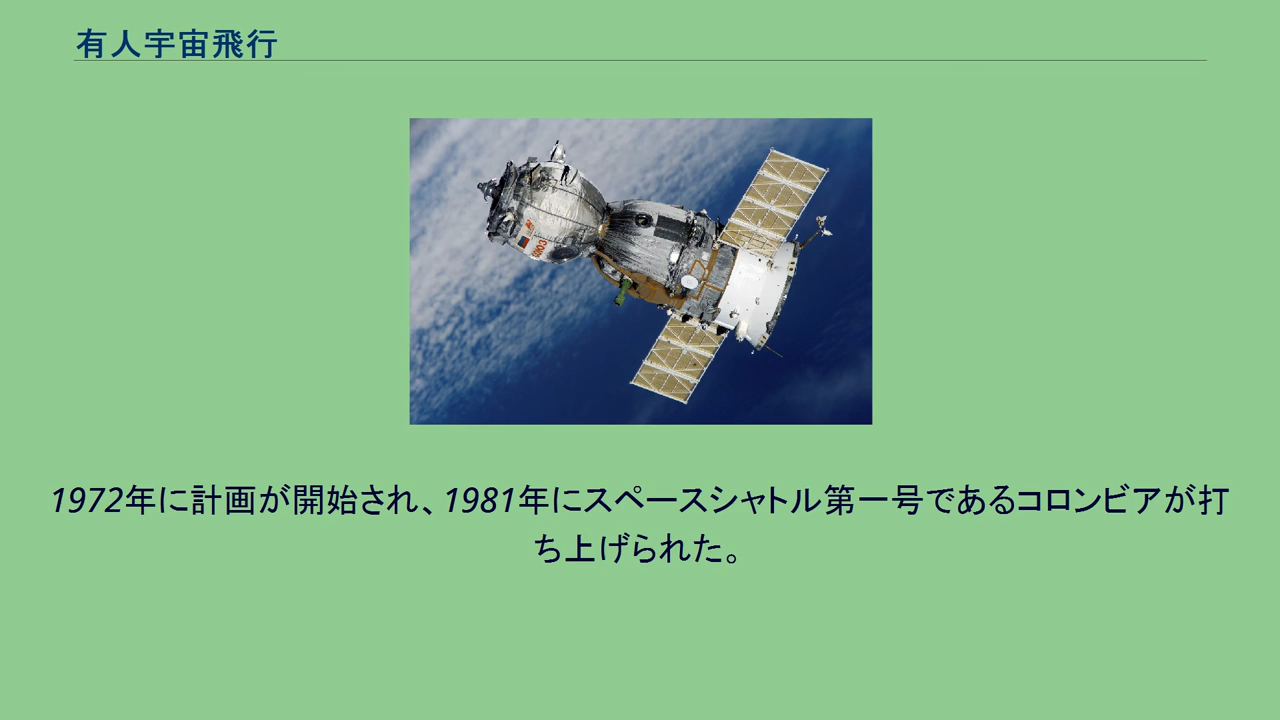 有人宇宙飛行
1972年に計画が開始され、1981年にスペースシャトル第一号であるコロンビアが打
ち上げられた。